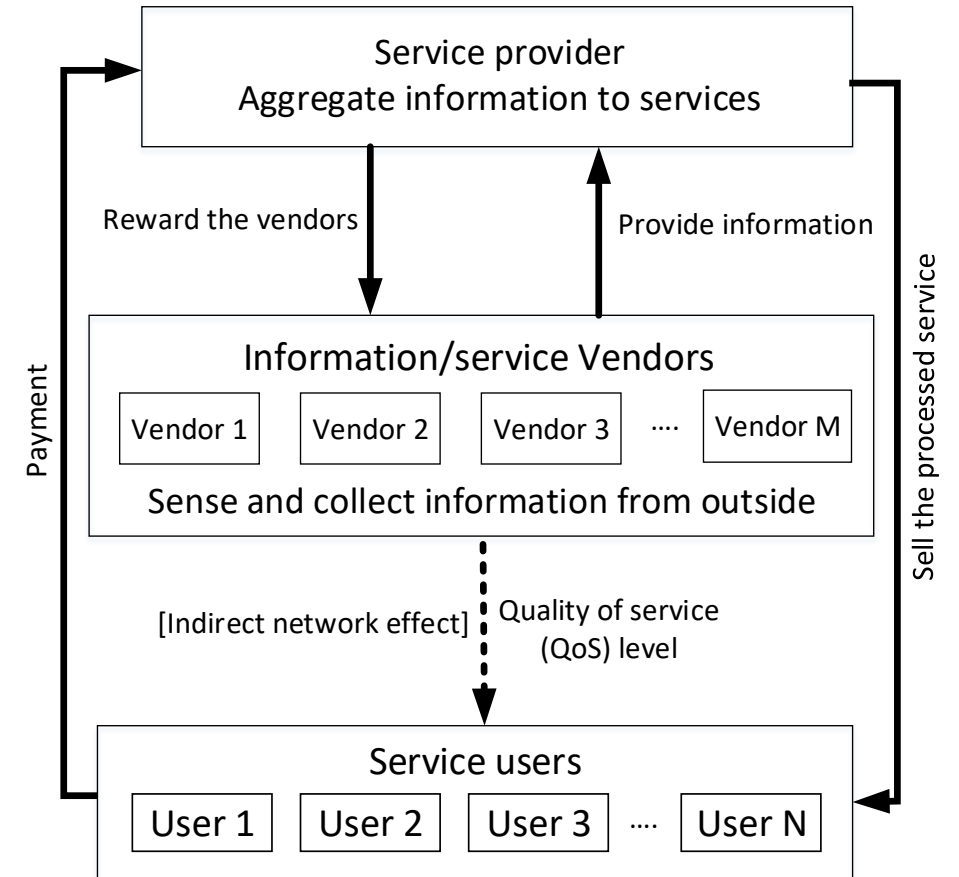 Service provider
Aggregate information to services
Reward the vendors
Provide information
Payment
Sell the processed service
Information/service Vendors
Vendor 1
Vendor 2
Vendor 3
....
Vendor M
Sense and collect information from outside
[Indirect network effect]
Quality of service
(QoS) level
Service users
User 1
User 2
User 3
....
User N